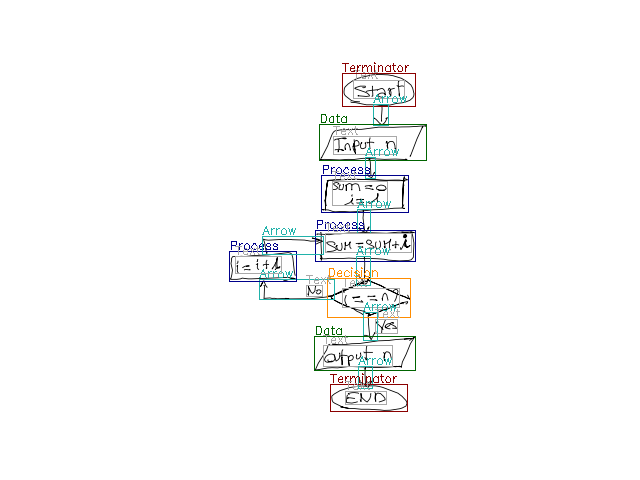 Terminator
Text
Start
Arrow
Data
Text
Input n
Arrow
Process
sum=0
i=1
Arrow
Process
Arrow
sum=sum+i
Process
i=i+1
Arrow
Arrow
Decision
Text
No
(i==n)
Arrow
Text
Yes
Data
Text
output n
Arrow
Terminator
END